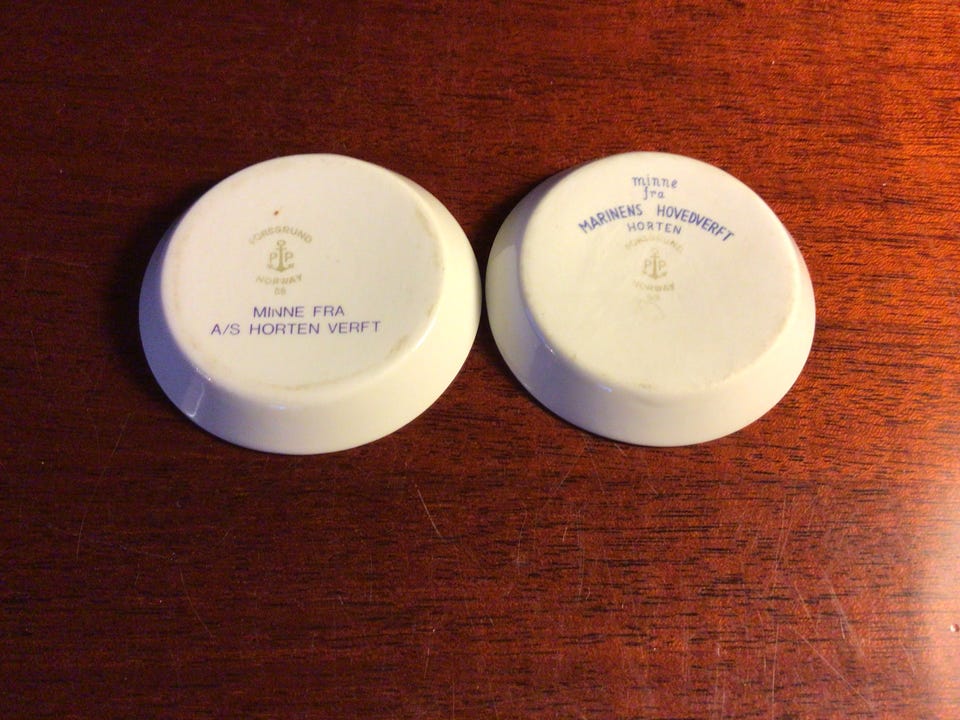 PORSGRUND
P P
NORWAY
MINNE FRA
A/S HORTEN VERFT
minne
fra
MARINENS HOVEDVERFT
HORTEN
PORSGRUND
P P
NORWAY